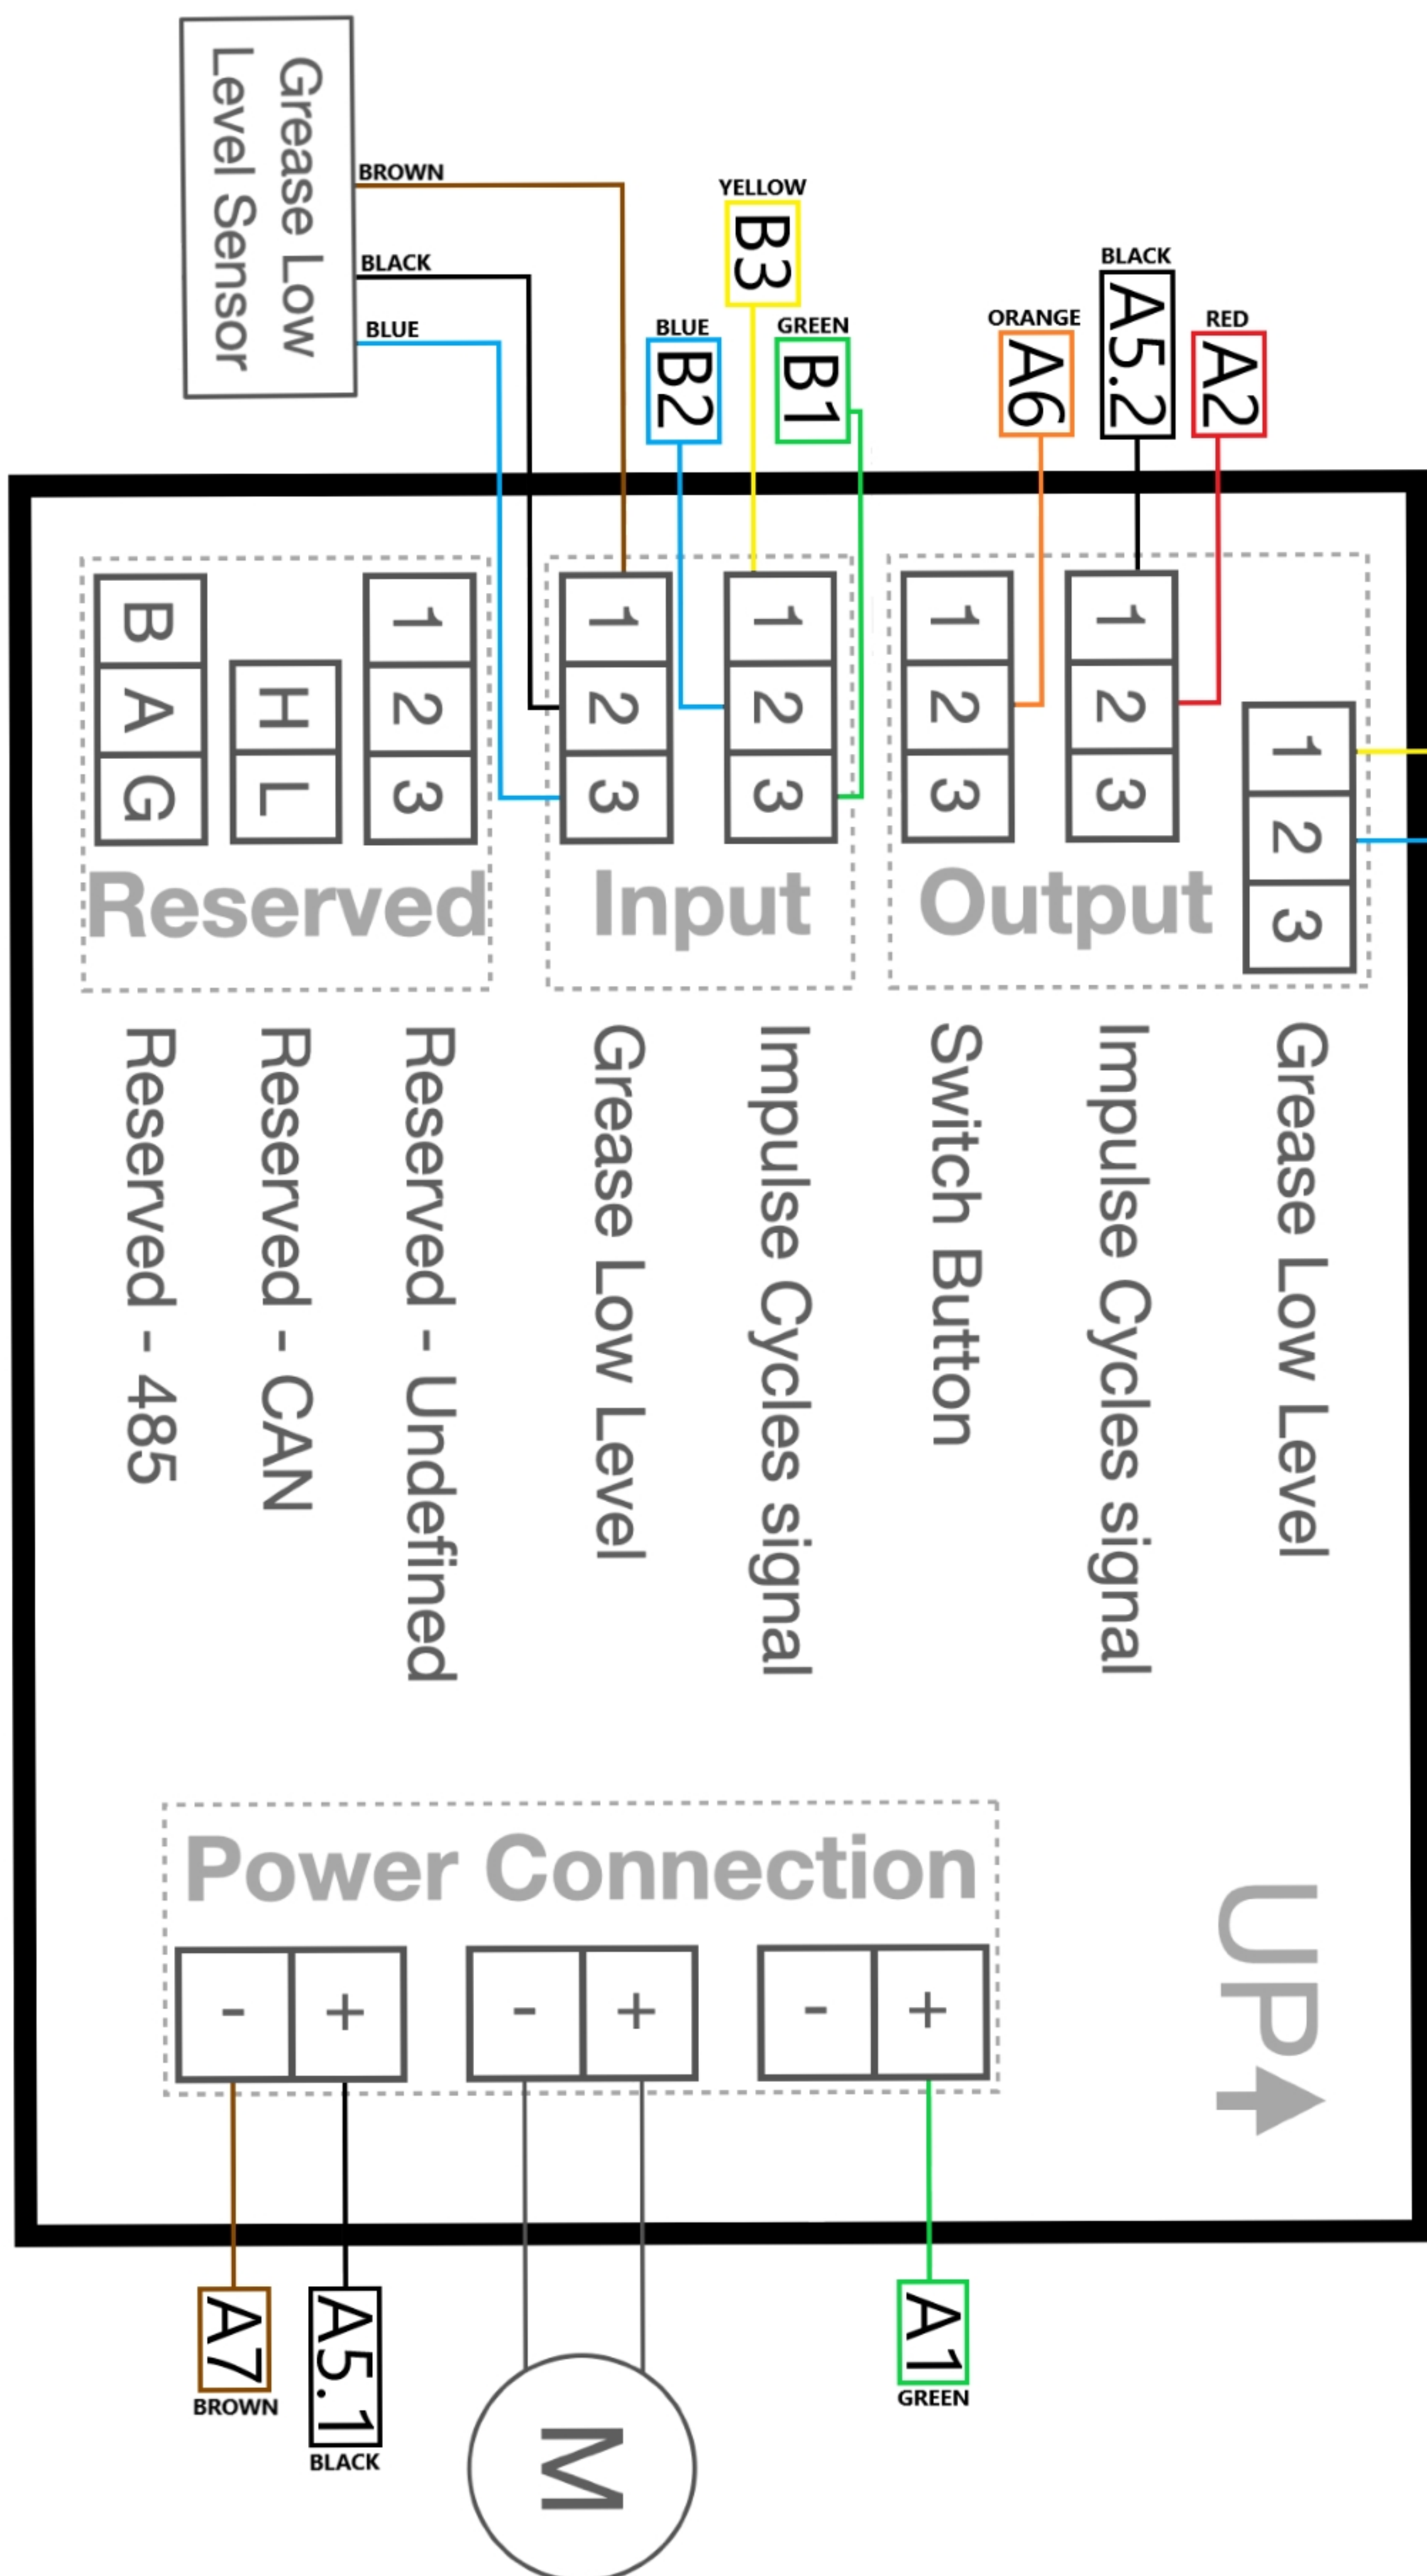 Grease Low
Level Sensor
BROWN
BLACK
BLUE
YELLOW
B3
BLUE
B2
GREEN
B1
ORANGE
A6
BLACK
A5.2
RED
A2
B
A
G
H
L
1
2
3
Reserved
1
2
3
1
2
3
Input
1
2
3
1
2
3
1
2
3
Output
Reserved - 485
Reserved - CAN
Reserved - Undefined
Grease Low Level
Impulse Cycles signal
Switch Button
Impulse Cycles signal
Grease Low Level
Power Connection
- +
- +
- +
UP
A7
BROWN
A5.1
BLACK
M
A1
GREEN